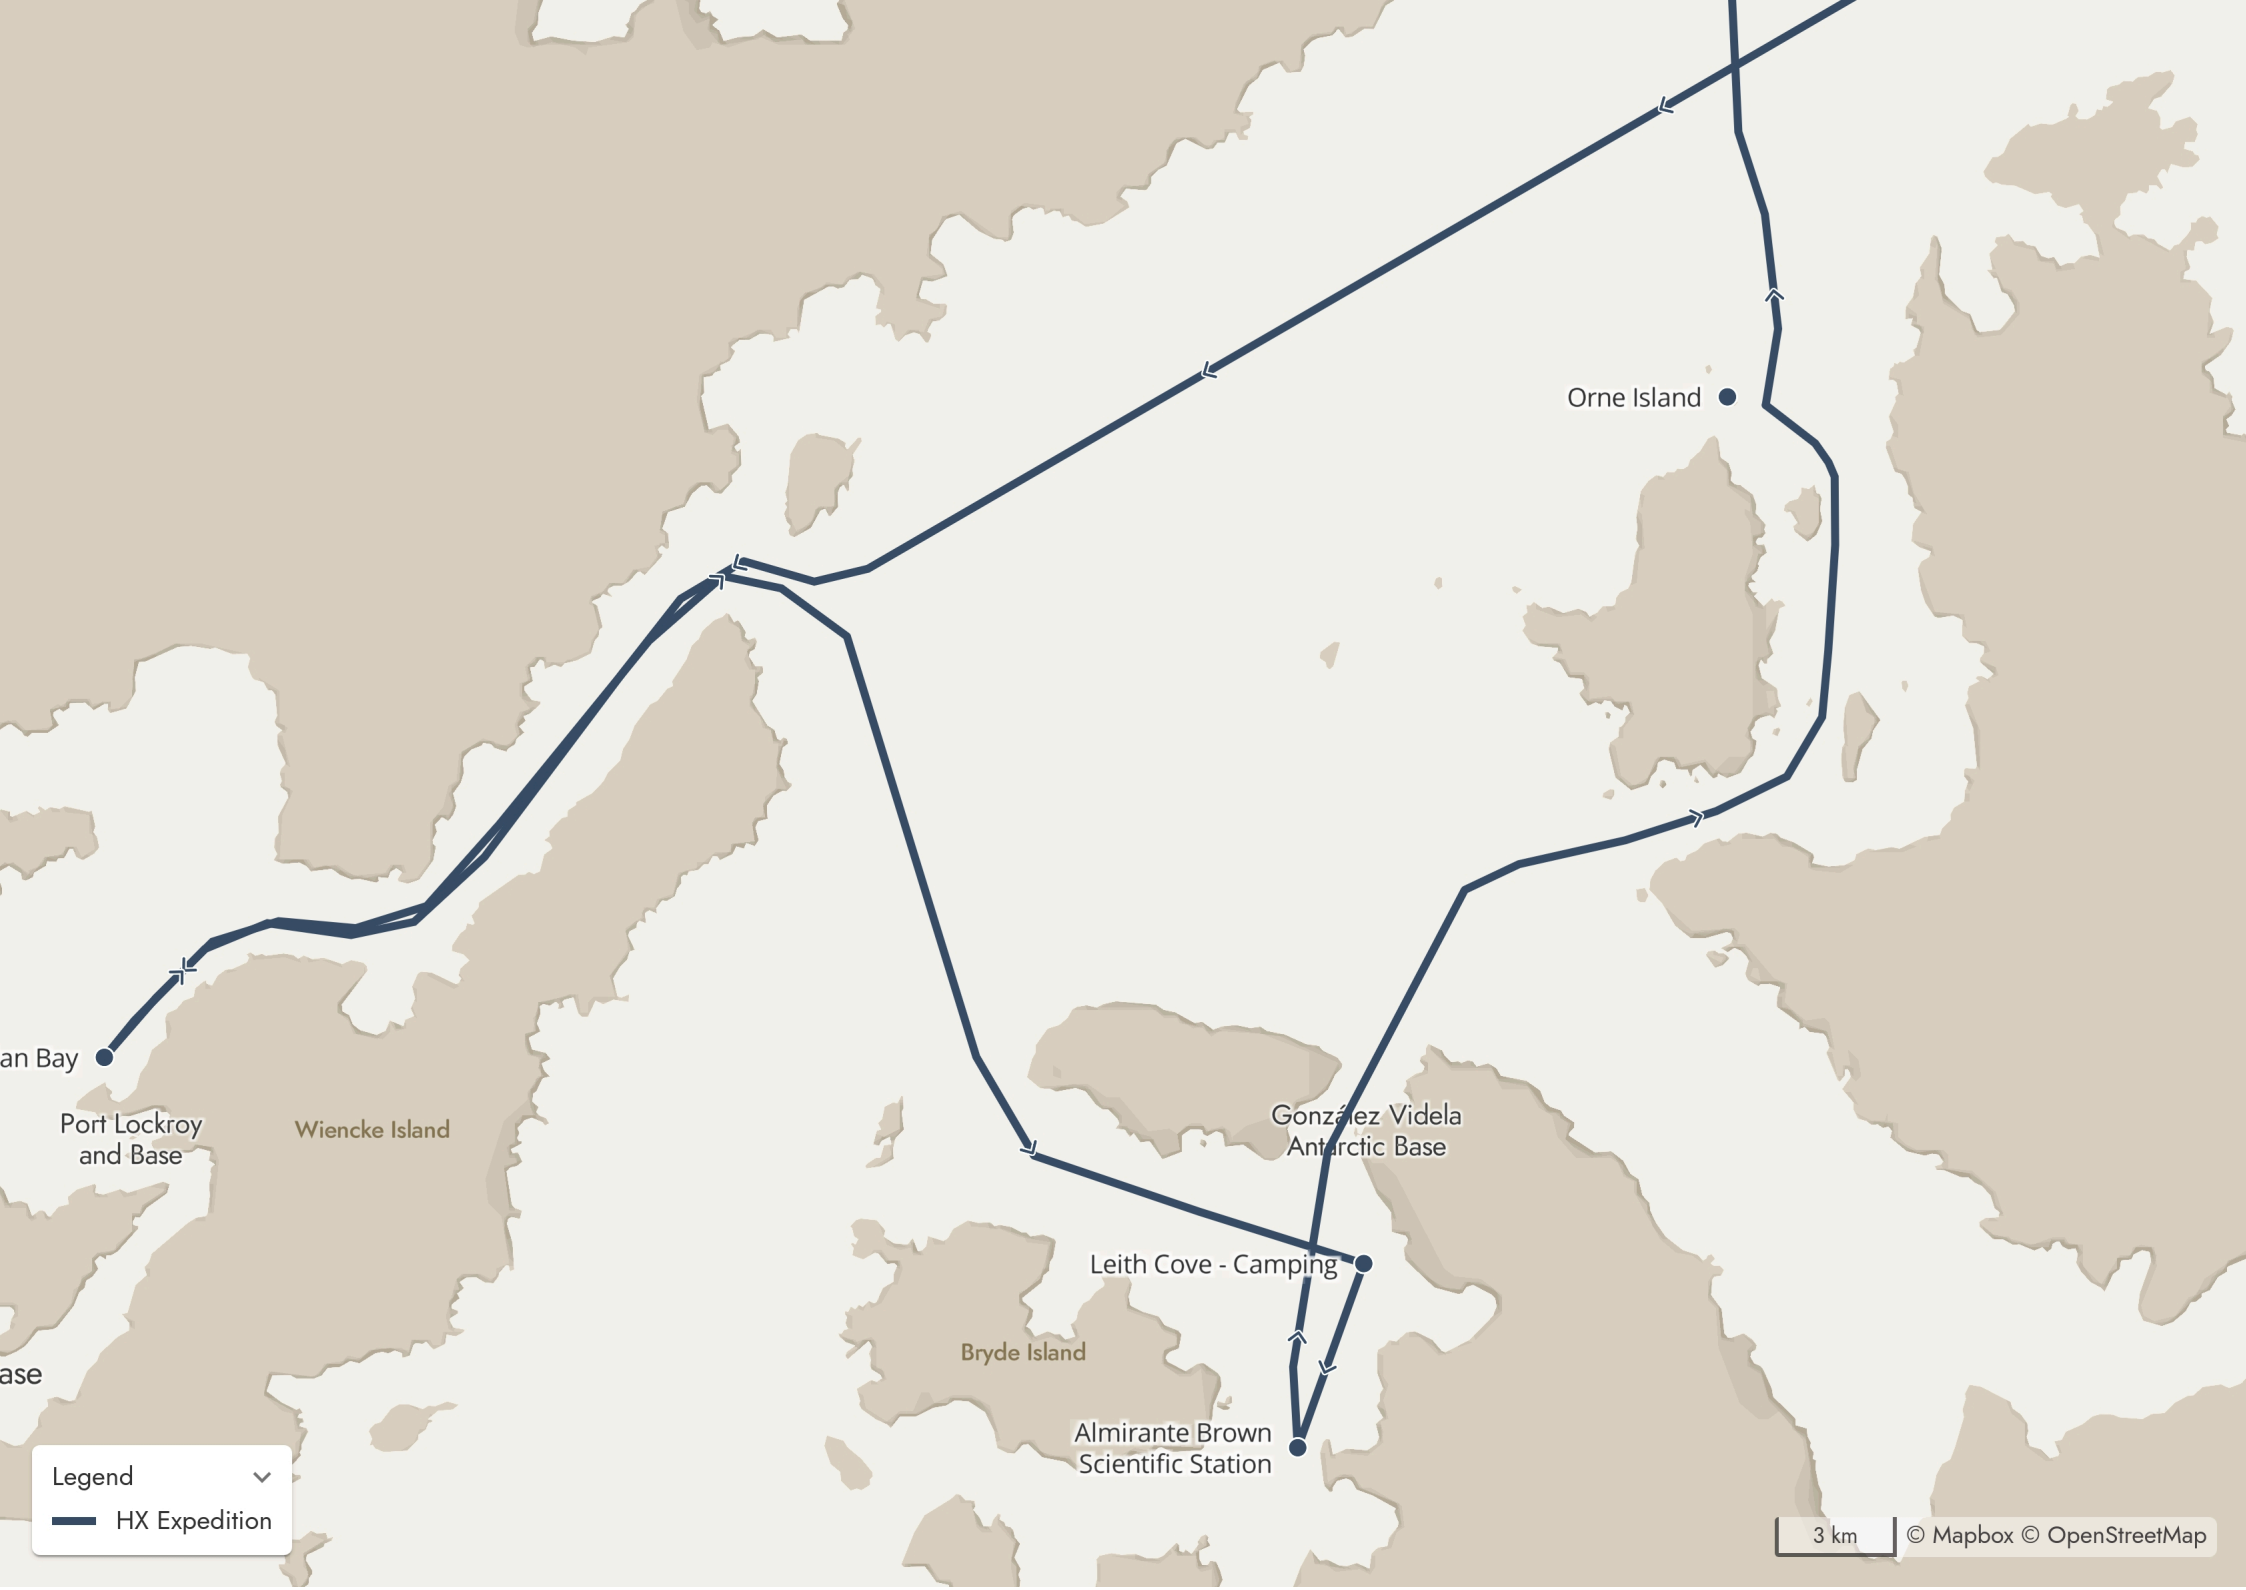 Orne Island
an Bay
Port Lockroy
and Base
Wiencke Island
González Videla
Antarctic Base
Leith Cove - Camping
Bryde Island
ase
Almirante Brown
Scientific Station
Legend
HX Expedition
3 km
© Mapbox © OpenStreetMap